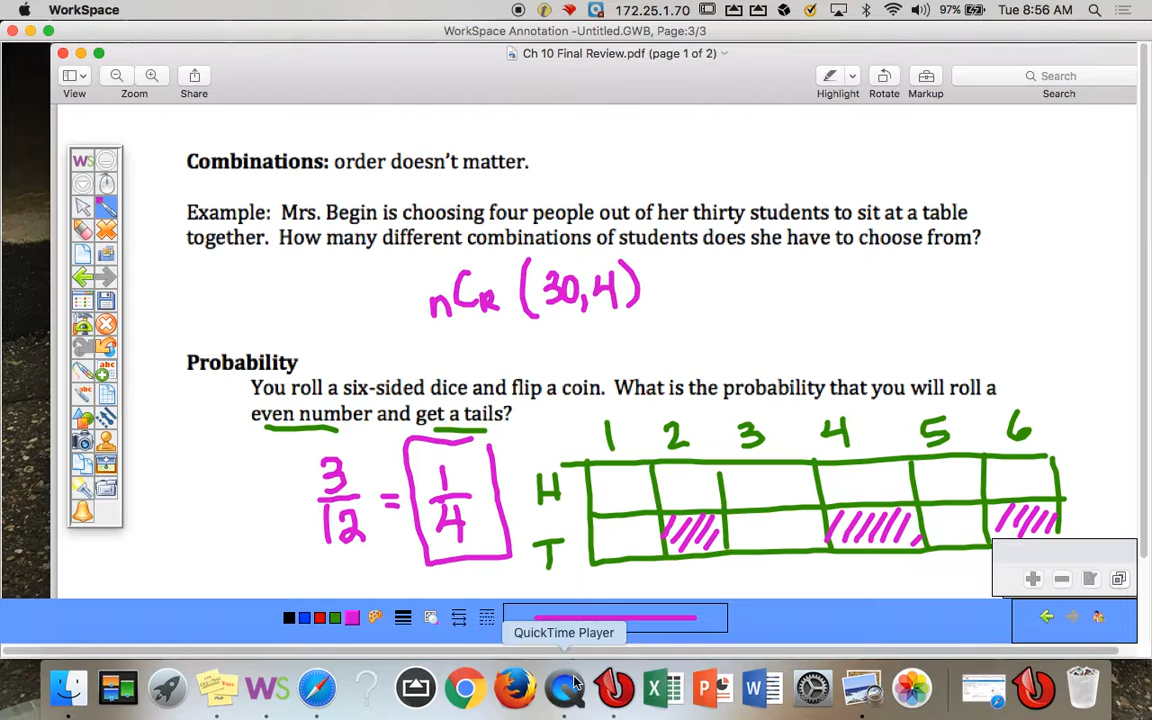 WorkSpace
172.25.1.70
97%
Tue 8:56 AM
WorkSpace Annotation -Untitled.GWB, Page:3/3
Ch 10 Final Review.pdf (page 1 of 2)
View
Zoom
Share
Highlight
Rotate
Markup
Search
Search
WS
Combinations: order doesn't matter.
Example: Mrs. Begin is choosing four people out of her thirty students to sit at a table
together. How many different combinations of students does she have to choose from?
nCR (30,4)
Probability
You roll a six-sided dice and flip a coin. What is the probability that you will roll a
even number and get a tails?
1 2 3 4 5 6
H
3/12 = 1/4
T
QuickTime Player
WS